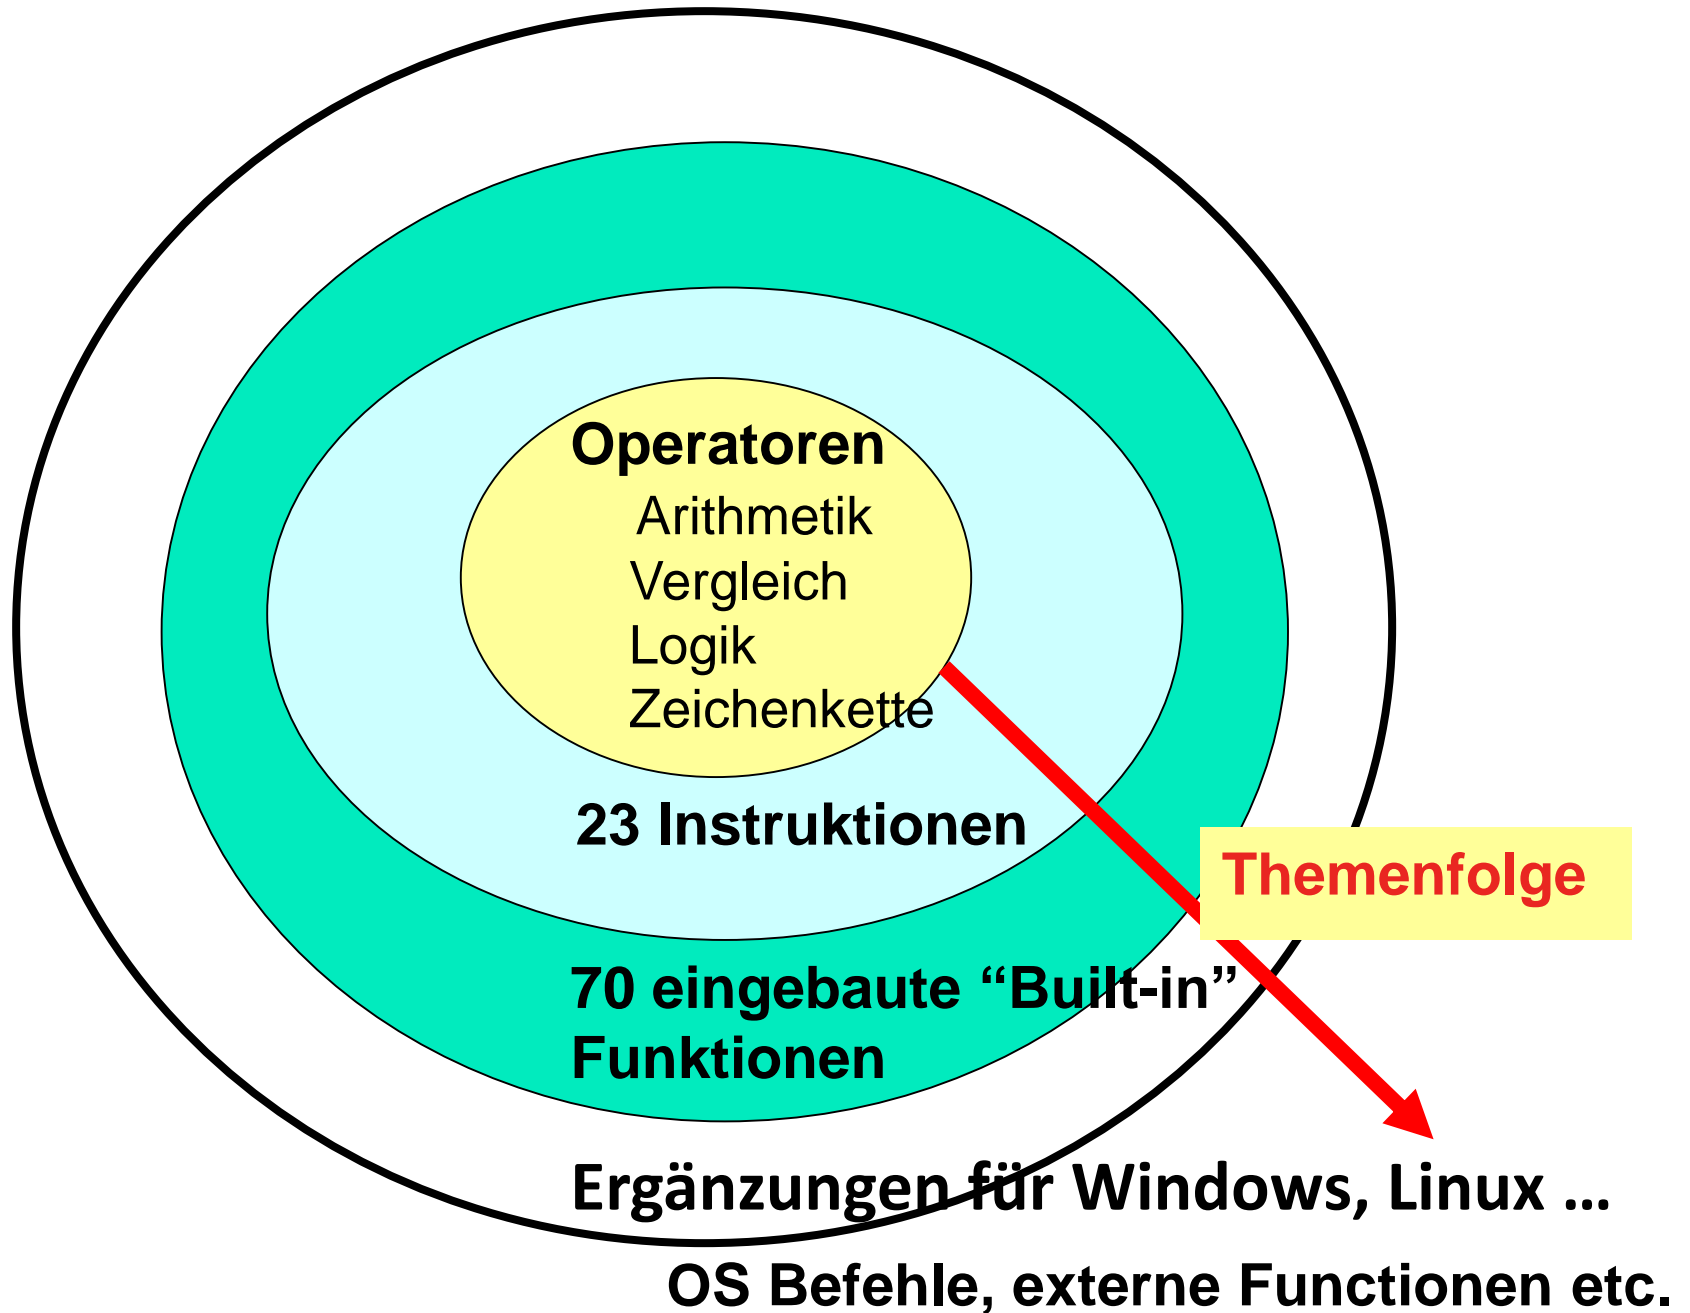 Operatoren
Arithmetik
Vergleich
Logik
Zeichenkette
23 Instruktionen
Themenfolge
70 eingebaute “Built-in”
Funktionen
Ergänzungen für Windows, Linux ...
OS Befehle, externe Functionen etc.